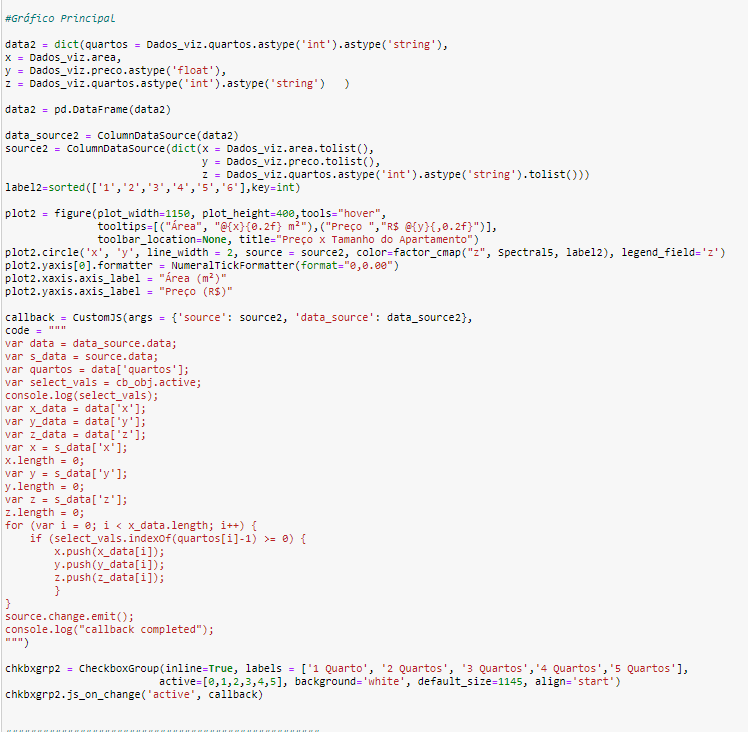 #Gráfico Principal
data2 = dict(quartos = Dados_viz.quartos.astype('int').astype('string'),
x = Dados_viz.area,
y = Dados_viz.preco.astype('float'),
z = Dados_viz.quartos.astype('int').astype('string')   )
data2 = pd.DataFrame(data2)
data_source2 = ColumnDataSource(data2)
source2 = ColumnDataSource(dict(x = Dados_viz.area.tolist(),
y = Dados_viz.preco.tolist(),
z = Dados_viz.quartos.astype('int').astype('string').tolist()))
label2=sorted(['1','2','3','4','5','6'],key=int)
plot2 = figure(plot_width=1150, plot_height=400,tools="hover",
tooltips=[("Área", "@{x}{0.2f} m²"),("Preço ","R$ @{y}{,0.2f}")],
toolbar_location=None, title="Preço x Tamanho do Apartamento")
plot2.circle('x', 'y', line_width = 2, source = source2, color=factor_cmap("z", Spectral5, label2), legend_field='z')
plot2.yaxis[0].formatter = NumeralTickFormatter(format="0,0.00")
plot2.xaxis.axis_label = "Área (m²)"
plot2.yaxis.axis_label = "Preço (R$)"
callback = CustomJS(args = {'source': source2, 'data_source': data_source2},
code = """
var data = data_source.data;
var s_data = source.data;
var quartos = data['quartos'];
var select_vals = cb_obj.active;
console.log(select_vals);
var x_data = data['x'];
var y_data = data['y'];
var z_data = data['z'];
var x = s_data['x'];
x.length = 0;
var y = s_data['y'];
y.length = 0;
var z = s_data['z'];
z.length = 0;
for (var i = 0; i < x_data.length; i++) {
if (select_vals.indexOf(quartos[i]-1) >= 0) {
x.push(x_data[i]);
y.push(y_data[i]);
z.push(z_data[i]);
}
}
source.change.emit();
console.log("callback completed");
""")
chkbxgrp2 = CheckboxGroup(inline=True, labels = ['1 Quarto', '2 Quartos', '3 Quartos','4 Quartos','5 Quartos'],
active=[0,1,2,3,4,5], background='white', default_size=1145, align='start')
chkbxgrp2.js_on_change('active', callback)